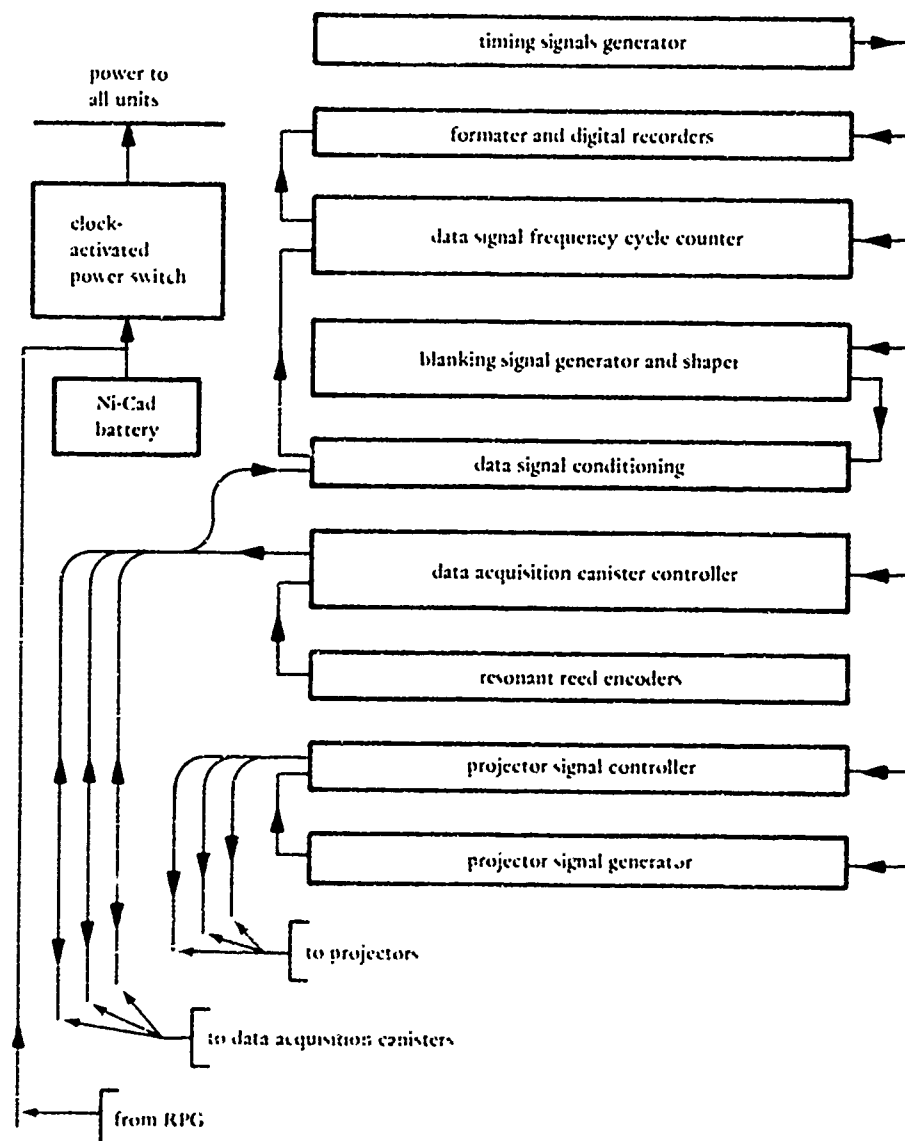 timing signals generator
power to
all units
formater and digital recorders
clock-
activated
power switch
data signal frequency cycle counter
blanking signal generator and shaper
Ni-Cad
battery
data signal conditioning
data acquisition canister controller
resonant reed encoders
projector signal controller
projector signal generator
to projectors
to data acquisition canisters
from RPG